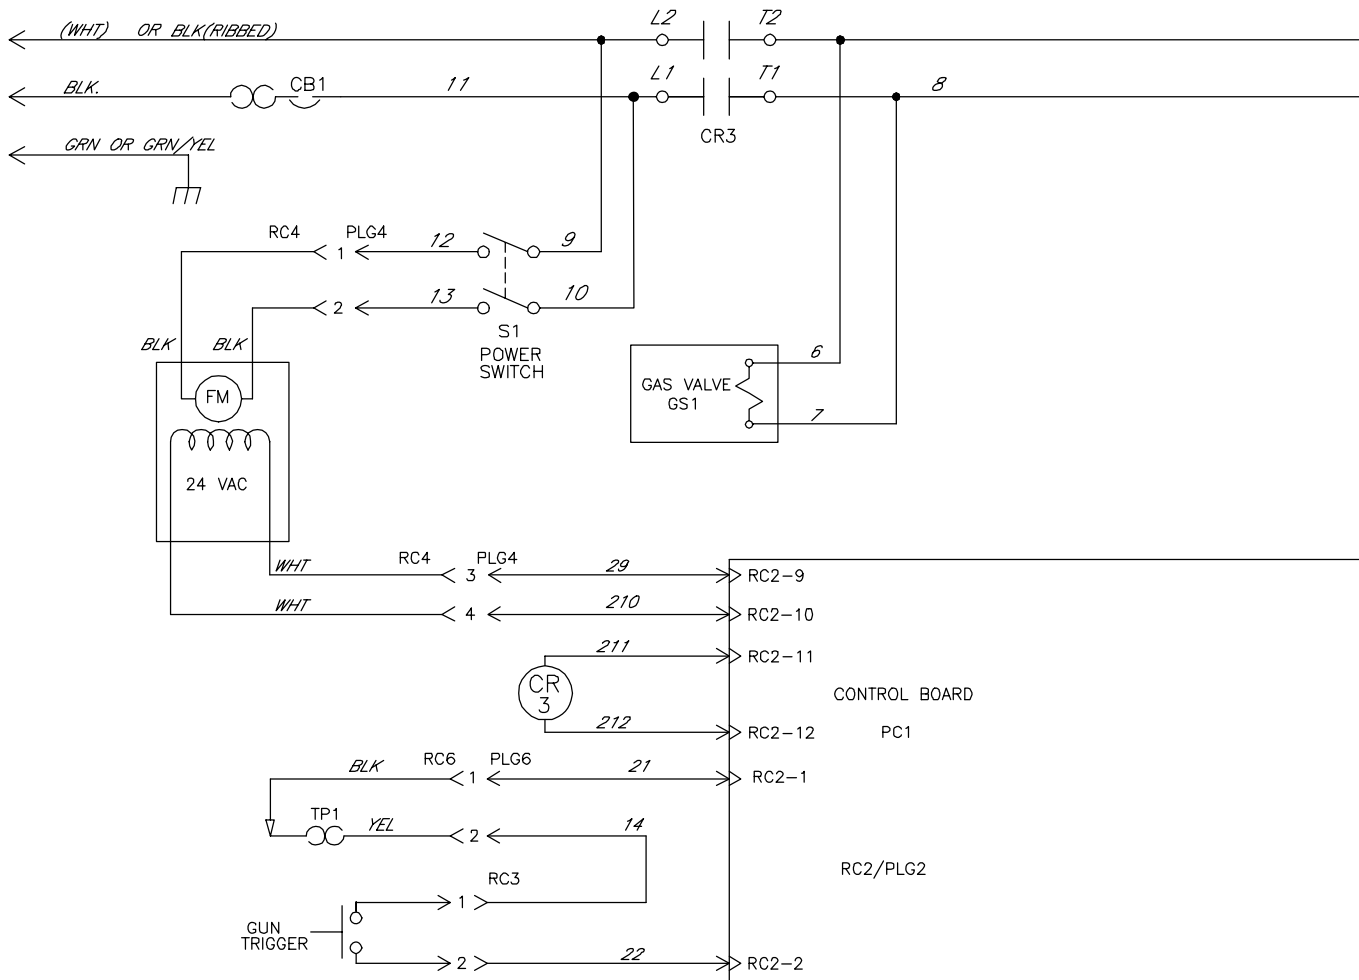 (WHT) OR BLK(RIBBED)
L2
T2
BLK.
CB1
11
L1
T1
8
CR3
GRN OR GRN/YEL
RC4
1
PLG4
12
9
2
13
10
S1
POWER
SWITCH
BLK
BLK
FM
24 VAC
GAS VALVE
GS1
6
7
WHT
RC4
3
PLG4
29
RC2-9
WHT
4
210
RC2-10
211
RC2-11
CR
3
212
RC2-12
CONTROL BOARD
PC1
BLK
RC6
1
PLG6
21
RC2-1
TP1
YEL
2
14
RC2/PLG2
RC3
1
GUN
TRIGGER
2
22
RC2-2